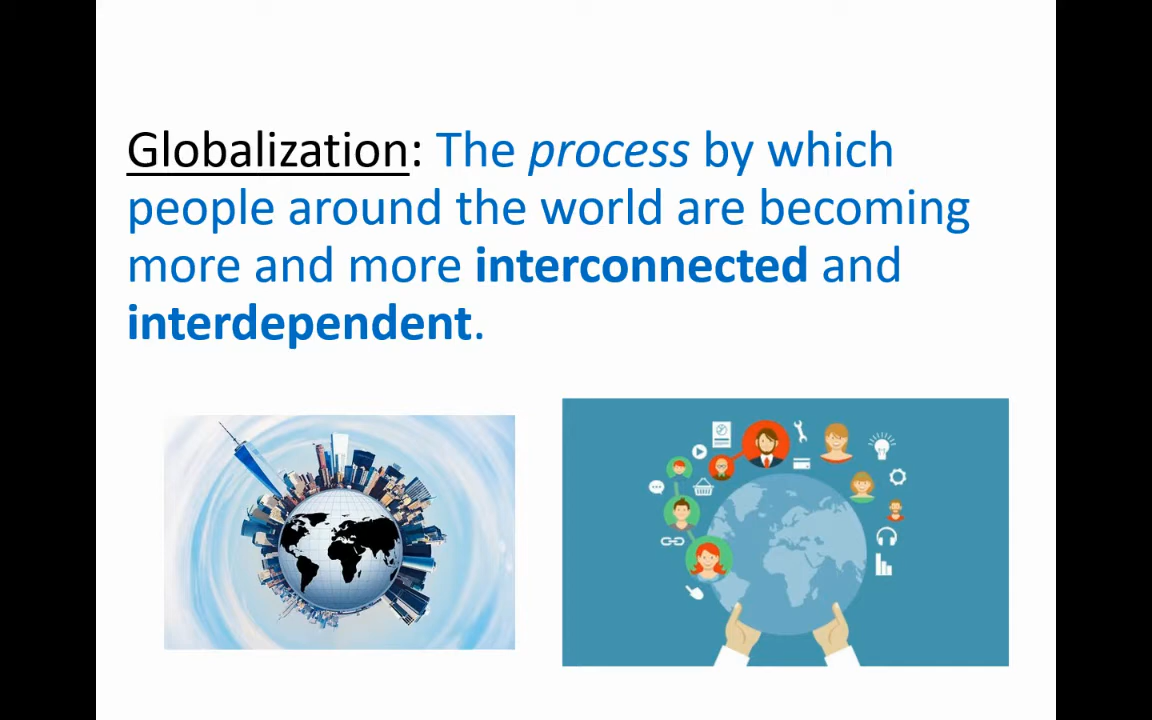 Globalization: The process by which
people around the world are becoming
more and more interconnected and
interdependent.